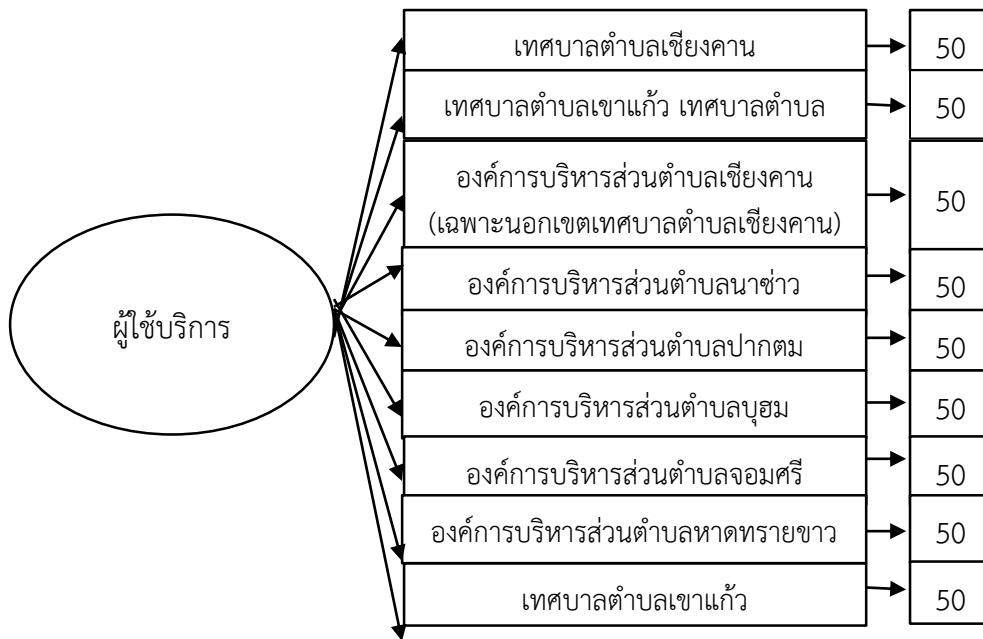 เทศบาลตำบลเชียงคาน 50
เทศบาลตำบลเขาแก้ว เทศบาลตำบล 50
องค์การบริหารส่วนตำบลเชียงคาน
(เฉพาะนอกเขตเทศบาลตำบลเชียงคาน) 50
องค์การบริหารส่วนตำบลนาซ่าว 50
ผู้ใช้บริการ
องค์การบริหารส่วนตำบลปากตม 50
องค์การบริหารส่วนตำบลบุฮม 50
องค์การบริหารส่วนตำบลจอมศรี 50
องค์การบริหารส่วนตำบลหาดทรายขาว 50
เทศบาลตำบลเขาแก้ว 50